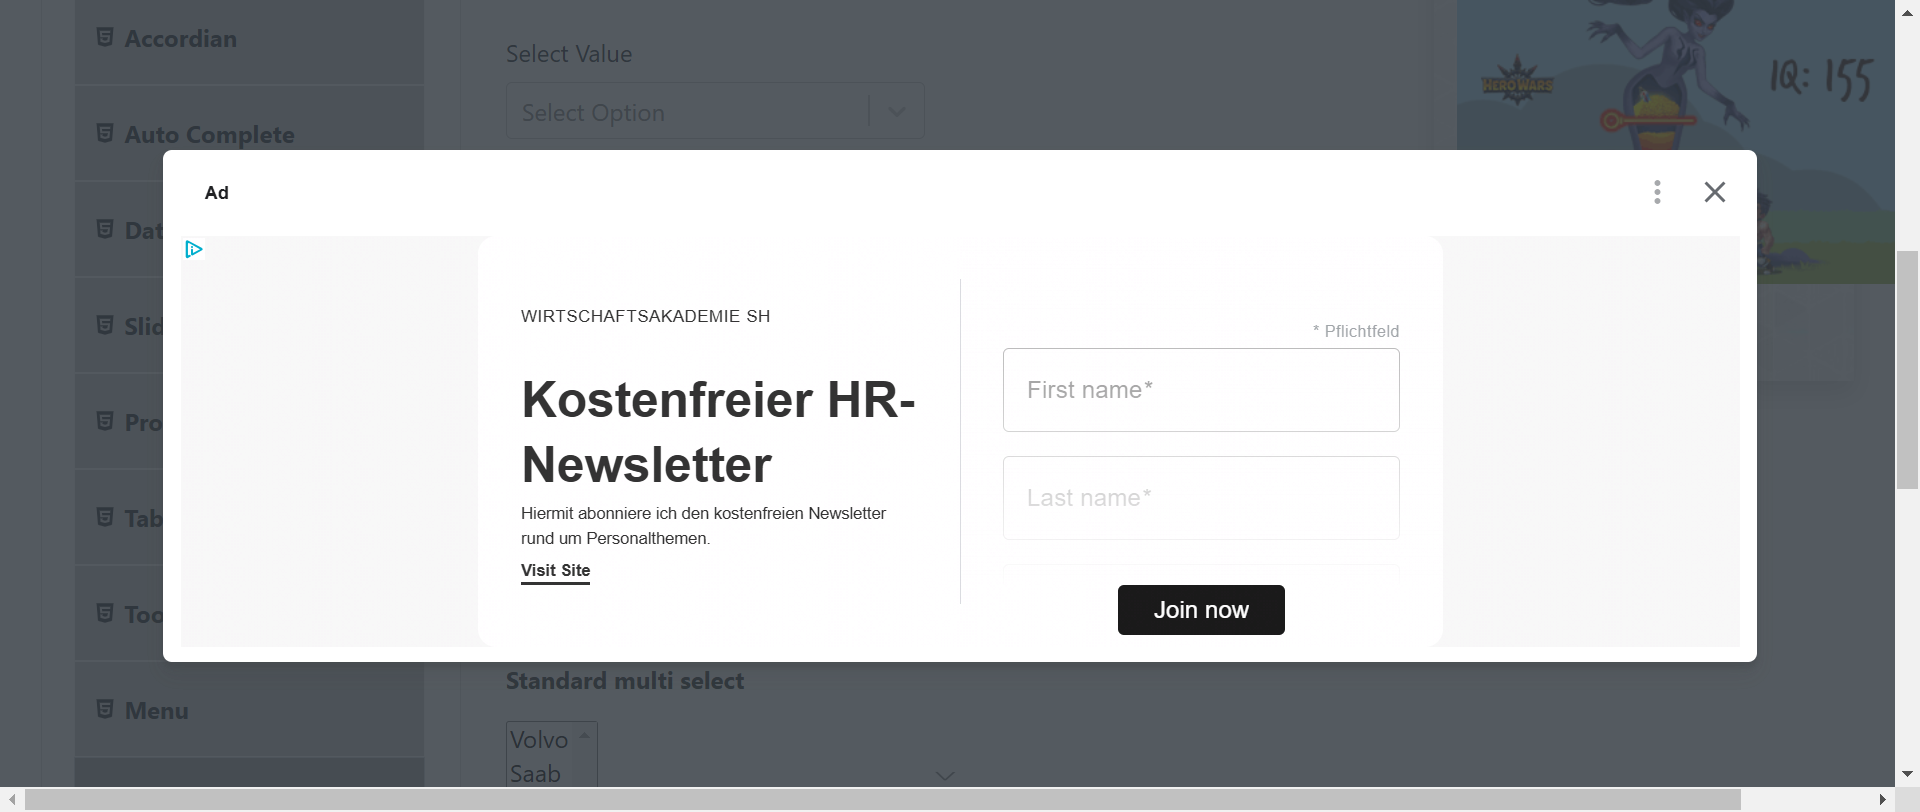 Accordian
Select Value
Select Option
HERO WARS
IQ: 155
Auto Complete
Ad
Dat
WIRTSCHAFTSAKADEMIE SH
* Pflichtfeld
Slid
Kostenfreier HR-
Newsletter
First name*
Pro
Last name*
Hiermit abonniere ich den kostenfreien Newsletter
rund um Personalthemen.
Tab
Visit Site
Join now
Too
Standard multi select
Menu
Volvo
Saab